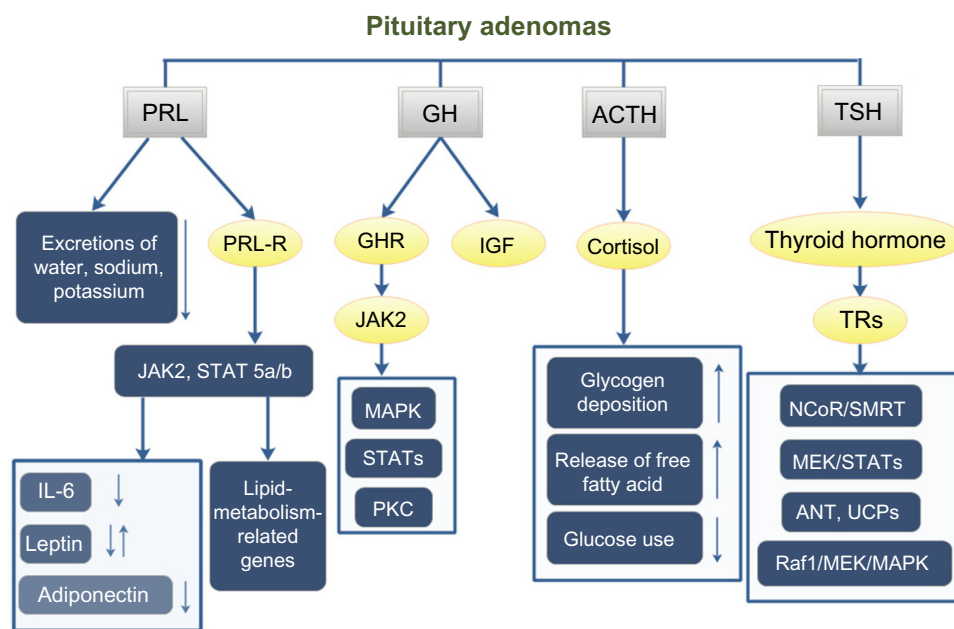 Pituitary adenomas
PRL
GH
ACTH
TSH
Excretions of
water, sodium,
potassium
PRL-R
GHR
IGF
Cortisol
Thyroid hormone
JAK2
TRs
JAK2, STAT 5a/b
MAPK
STATs
PKC
Glycogen
deposition
Release of free
fatty acid
Glucose use
NCoR/SMRT
MEK/STATs
ANT, UCPs
Raf1/MEK/MAPK
IL-6
Leptin
Adiponectin
Lipid-
metabolism-
related
genes